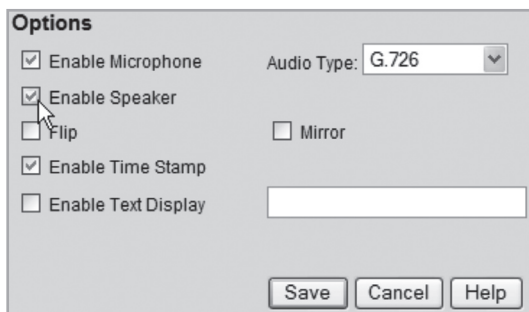 Options
Enable Microphone Audio Type: G.726
Enable Speaker
Flip Mirror
Enable Time Stamp
Enable Text Display
Save Cancel Help